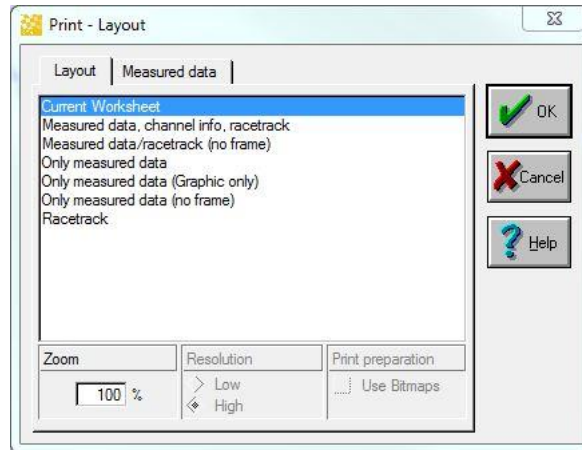 Print - Layout
Layout Measured data
Current Worksheet
Measured data, channel info, racetrack
Measured data/racetrack (no frame)
Only measured data
Only measured data (Graphic only)
Only measured data (no frame)
Racetrack
OK
Cancel
Help
Zoom Resolution Print preparation
100 % Low Use Bitmaps
High